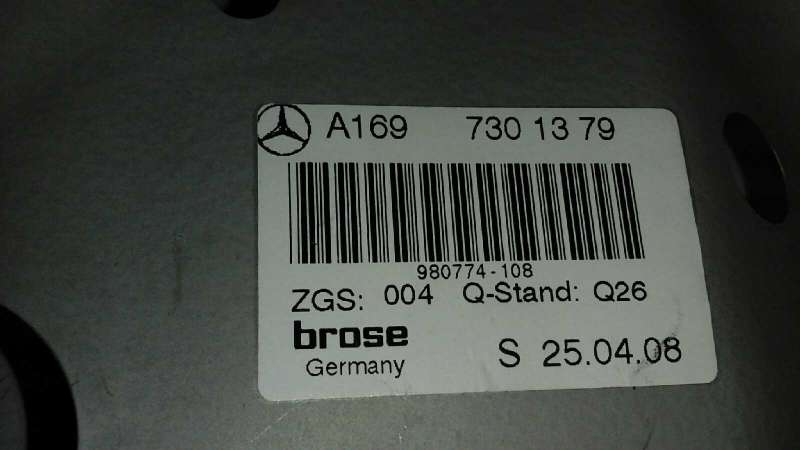 A169 730 13 79
980774-108
ZGS: 004 Q-Stand: Q26
brose
Germany S 25.04.08